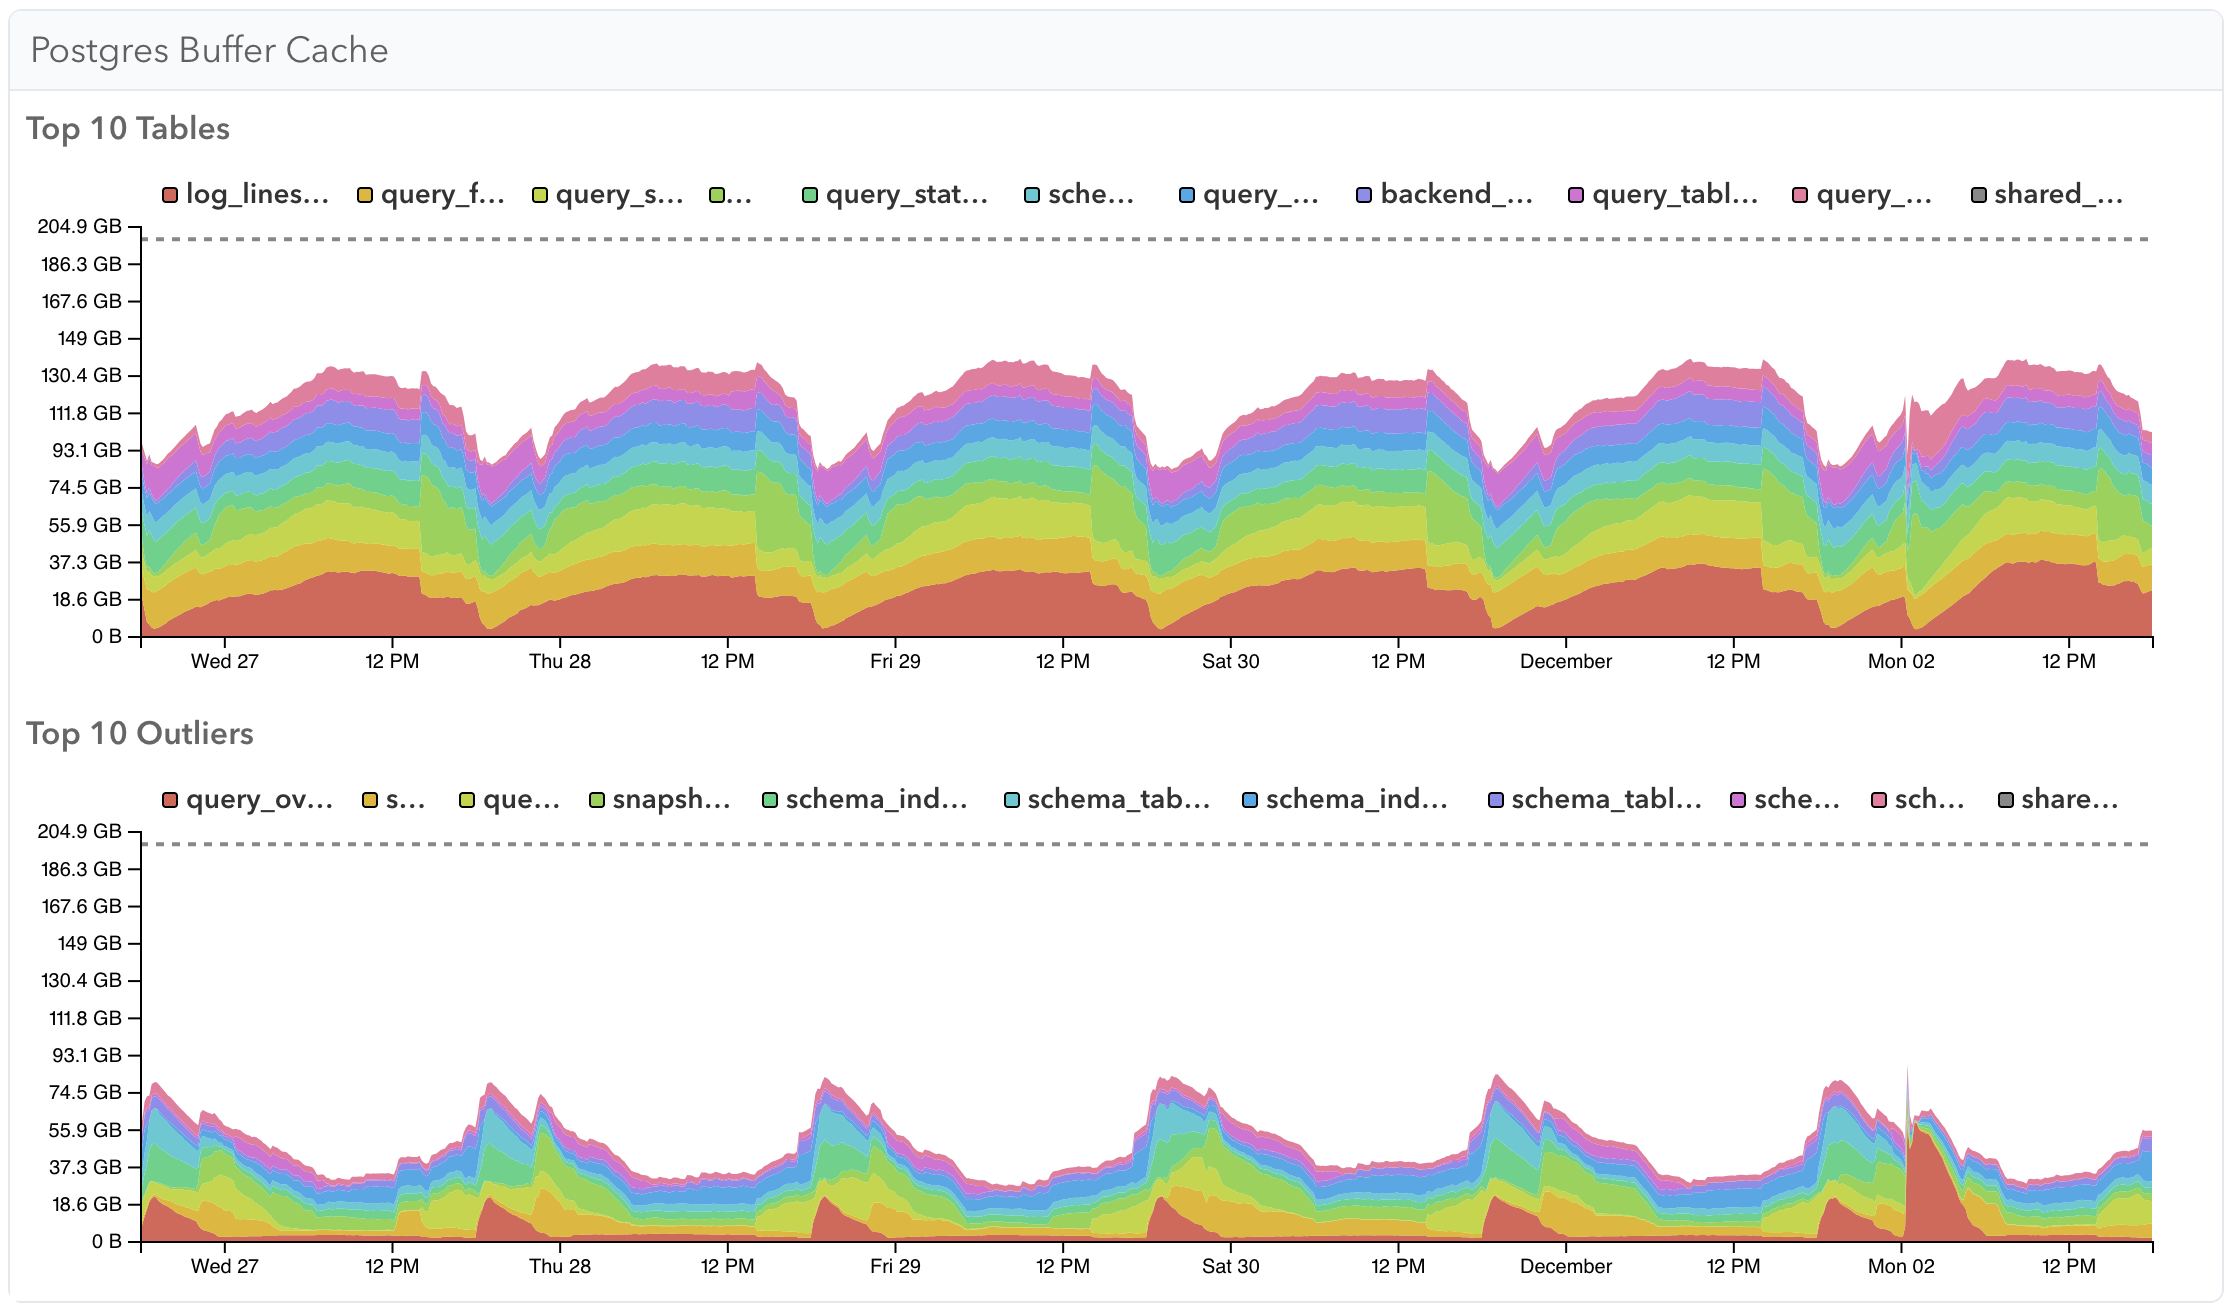 Postgres Buffer Cache
Top 10 Tables
log_lines… query_f… query_s… … query_stat… sche… query_… backend_… query_tabl… query_… shared_…
204.9 GB
186.3 GB
167.6 GB
149 GB
130.4 GB
111.8 GB
93.1 GB
74.5 GB
55.9 GB
37.3 GB
18.6 GB
0 B
Wed 27 12 PM Thu 28 12 PM Fri 29 12 PM Sat 30 12 PM December 12 PM Mon 02 12 PM
Top 10 Outliers
query_ov… s… que… snapsh… schema_ind… schema_tab… schema_ind… schema_tabl… sche… sch… share…
204.9 GB
186.3 GB
167.6 GB
149 GB
130.4 GB
111.8 GB
93.1 GB
74.5 GB
55.9 GB
37.3 GB
18.6 GB
0 B
Wed 27 12 PM Thu 28 12 PM Fri 29 12 PM Sat 30 12 PM December 12 PM Mon 02 12 PM